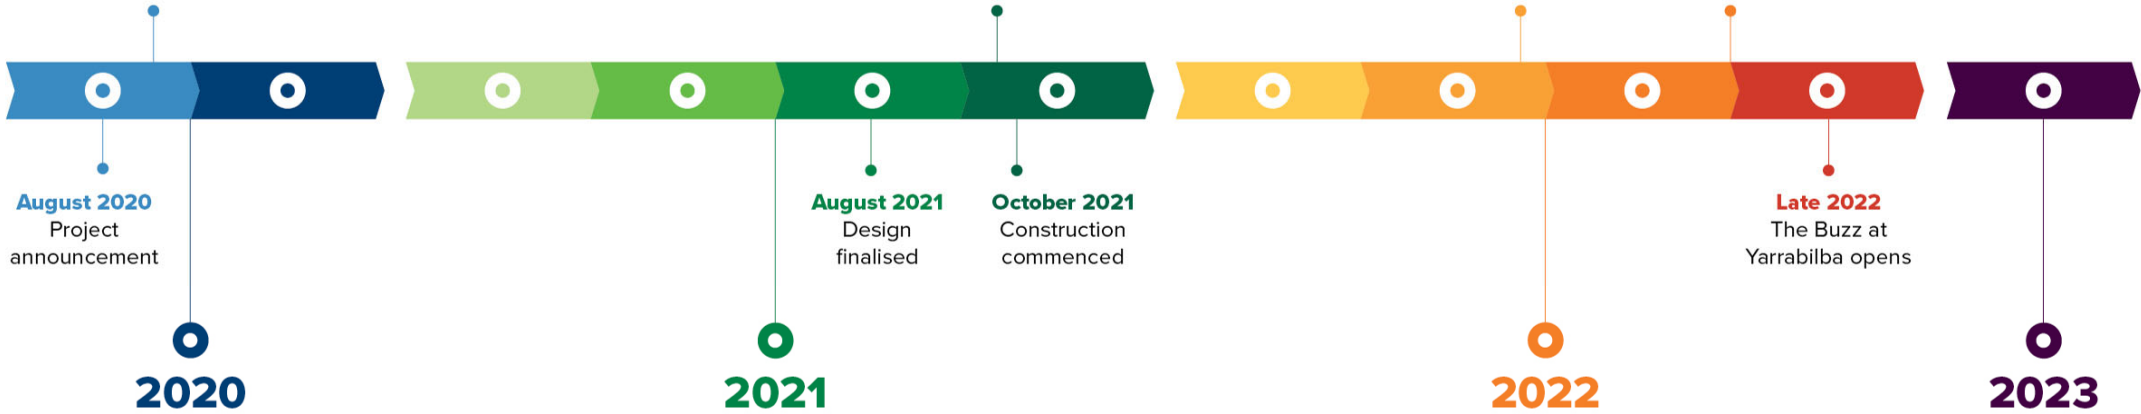 August 2020
Project
announcement
August 2021
Design
finalised
October 2021
Construction
commenced
Late 2022
The Buzz at
Yarrabilba opens
2020
2021
2022
2023